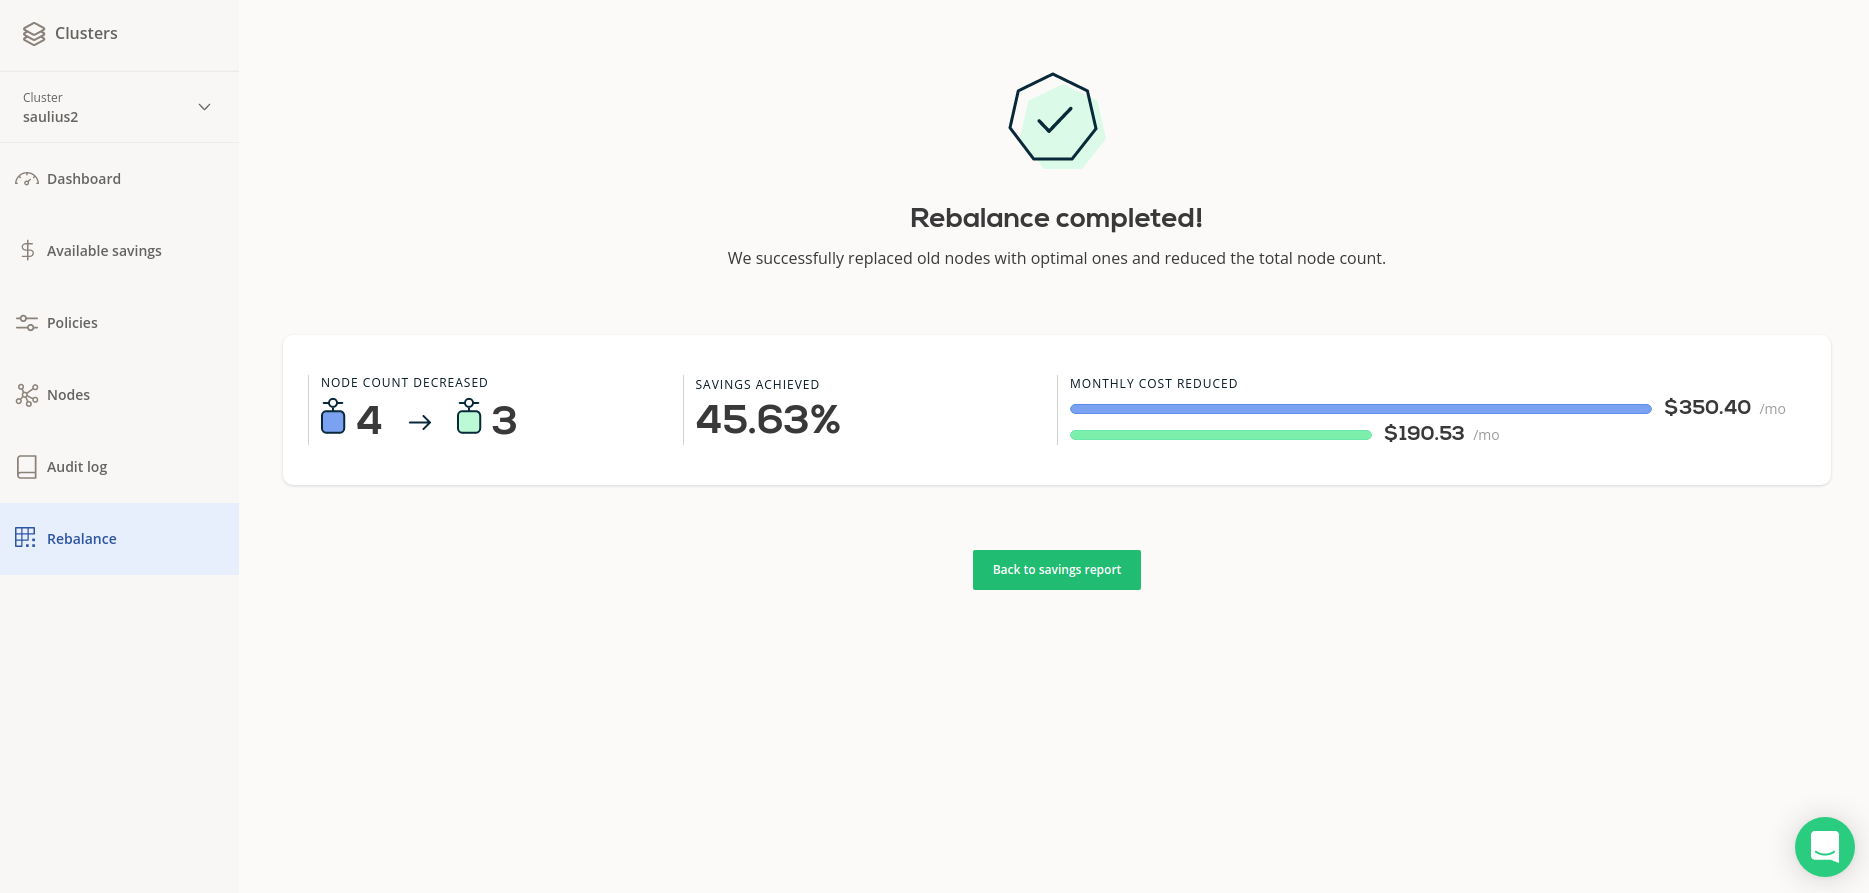 Clusters
Cluster
saulius2
Dashboard
Available savings
Policies
Nodes
Audit log
Rebalance
Rebalance completed!
We successfully replaced old nodes with optimal ones and reduced the total node count.
NODE COUNT DECREASED
4 → 3
SAVINGS ACHIEVED
45.63%
MONTHLY COST REDUCED
$350.40 /mo
$190.53 /mo
Back to savings report